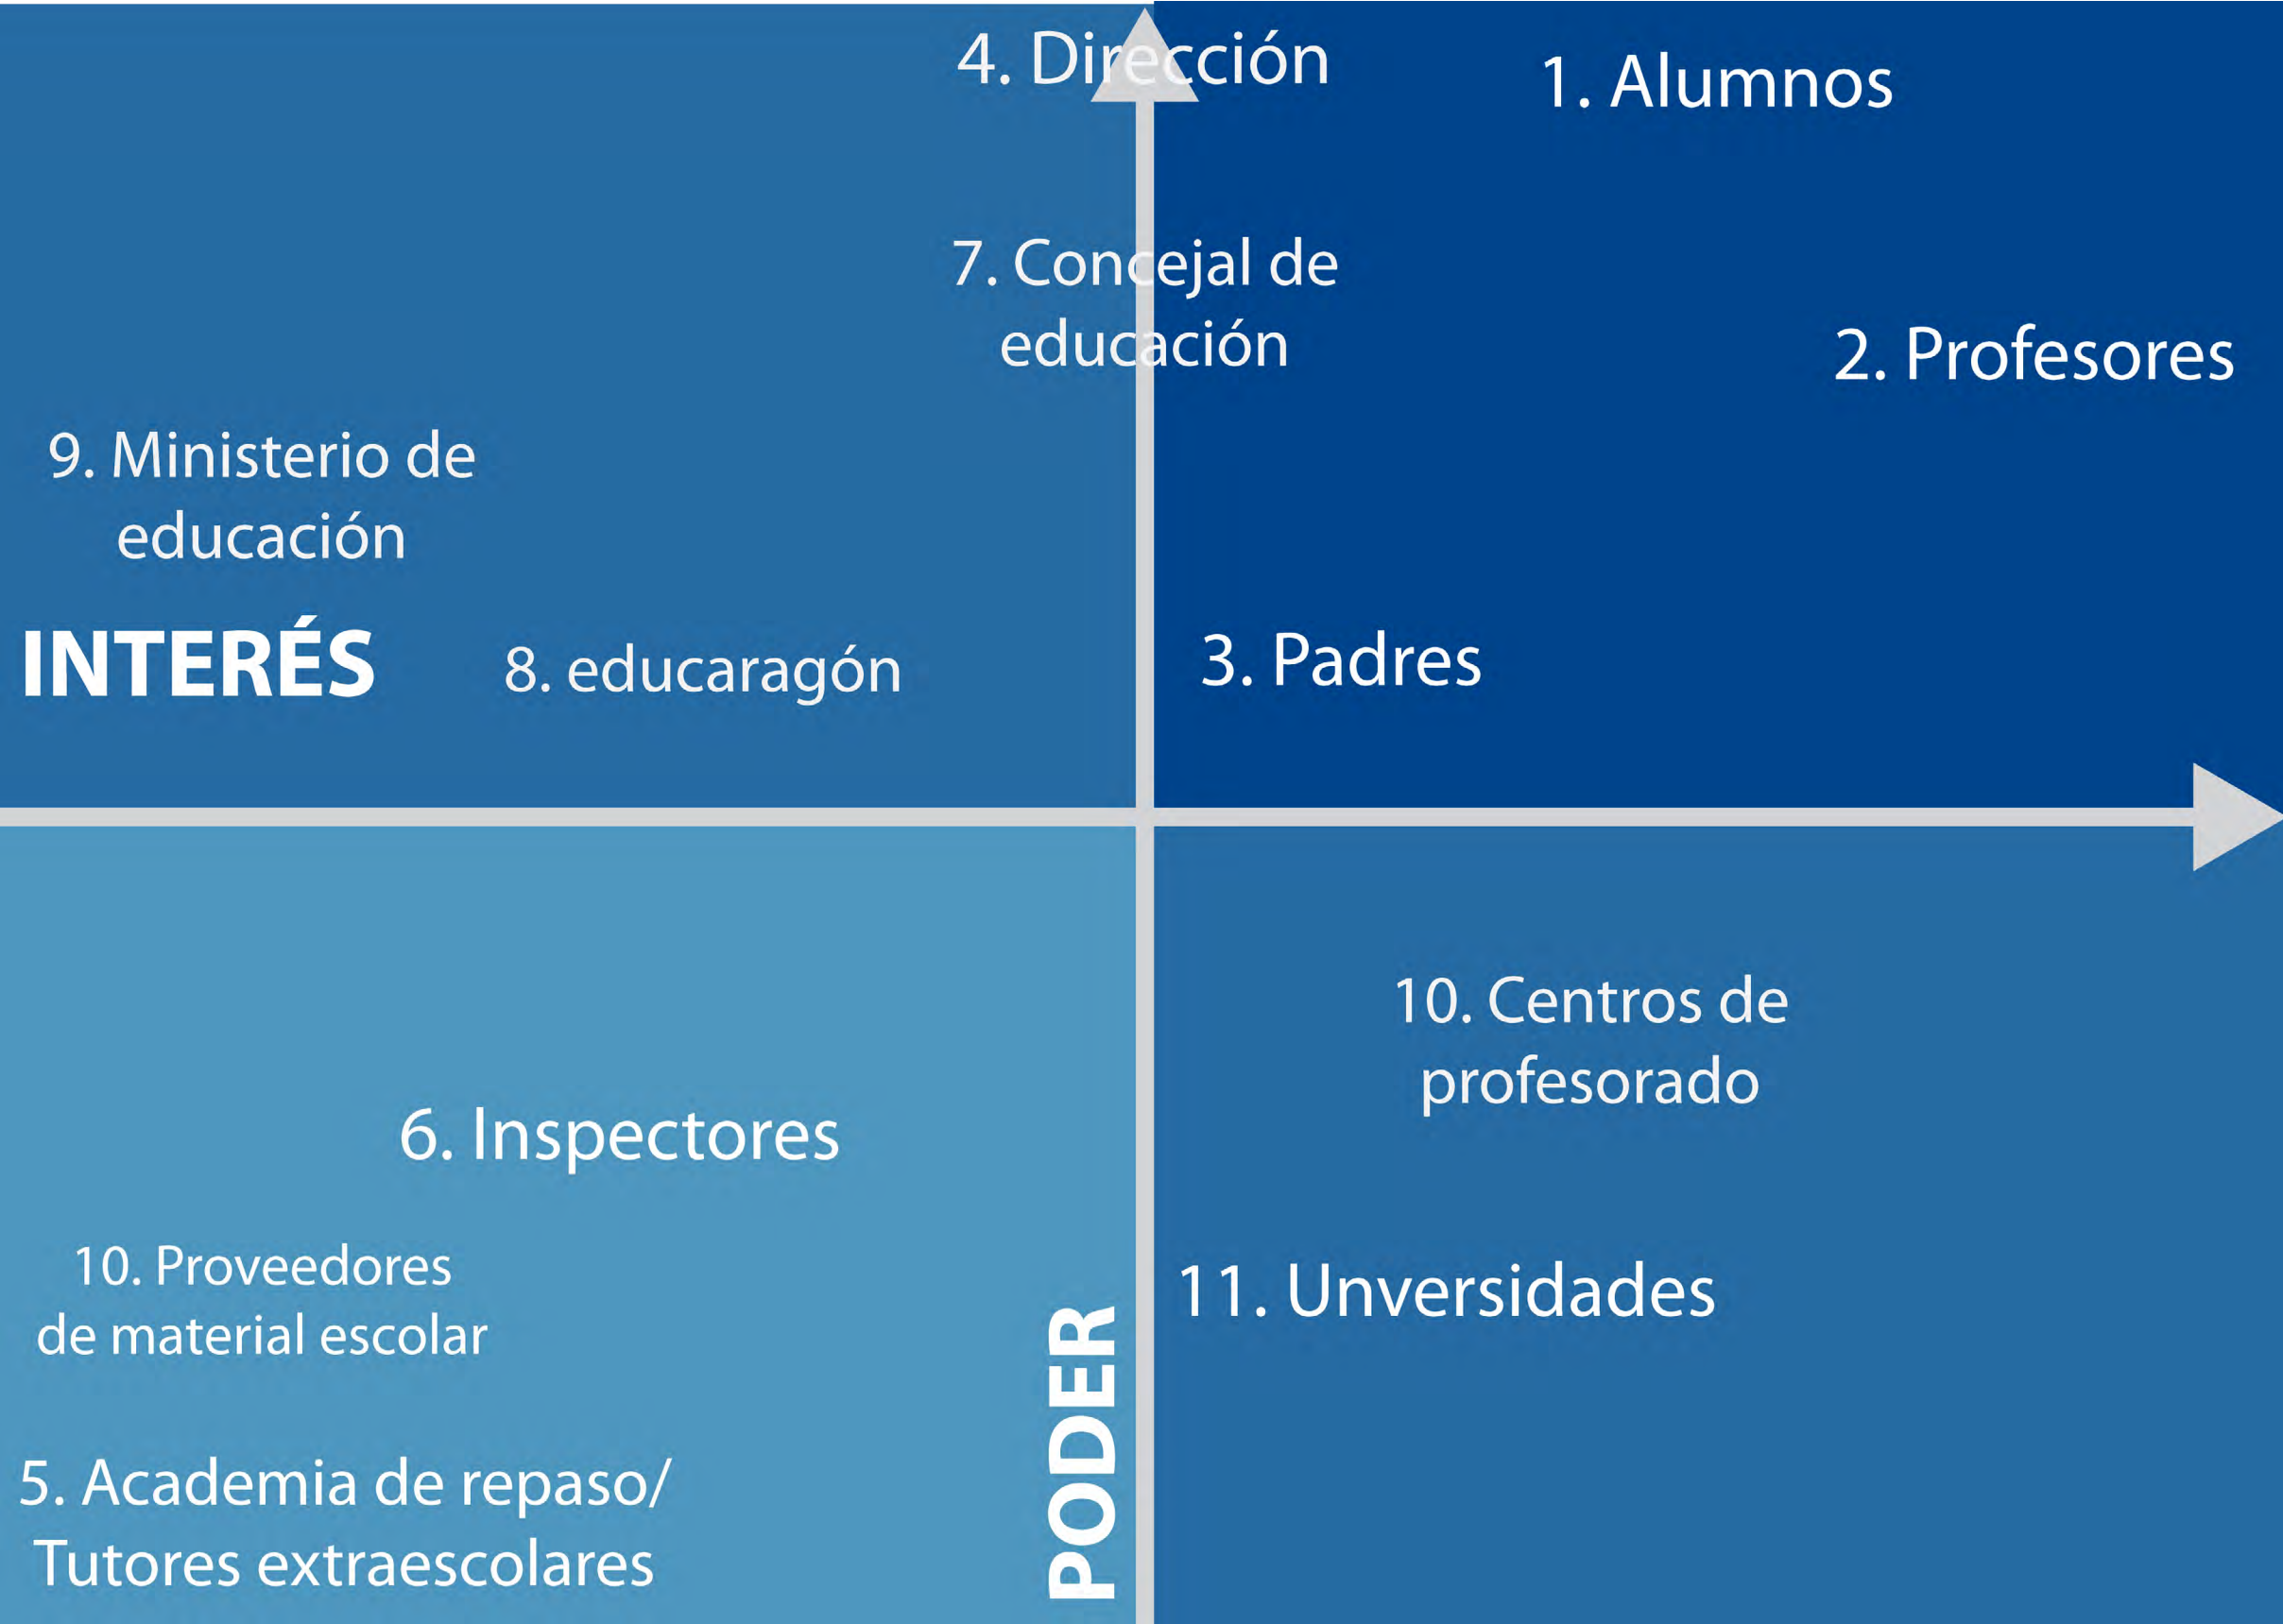 4. Dirección
1. Alumnos
7. Concejal de
educación
2. Profesores
9. Ministerio de
educación
INTERÉS
8. educaragón
3. Padres
10. Centros de
profesorado
6. Inspectores
10. Proveedores
de material escolar
11. Unversidades
PODER
5. Academia de repaso/
Tutores extraescolares